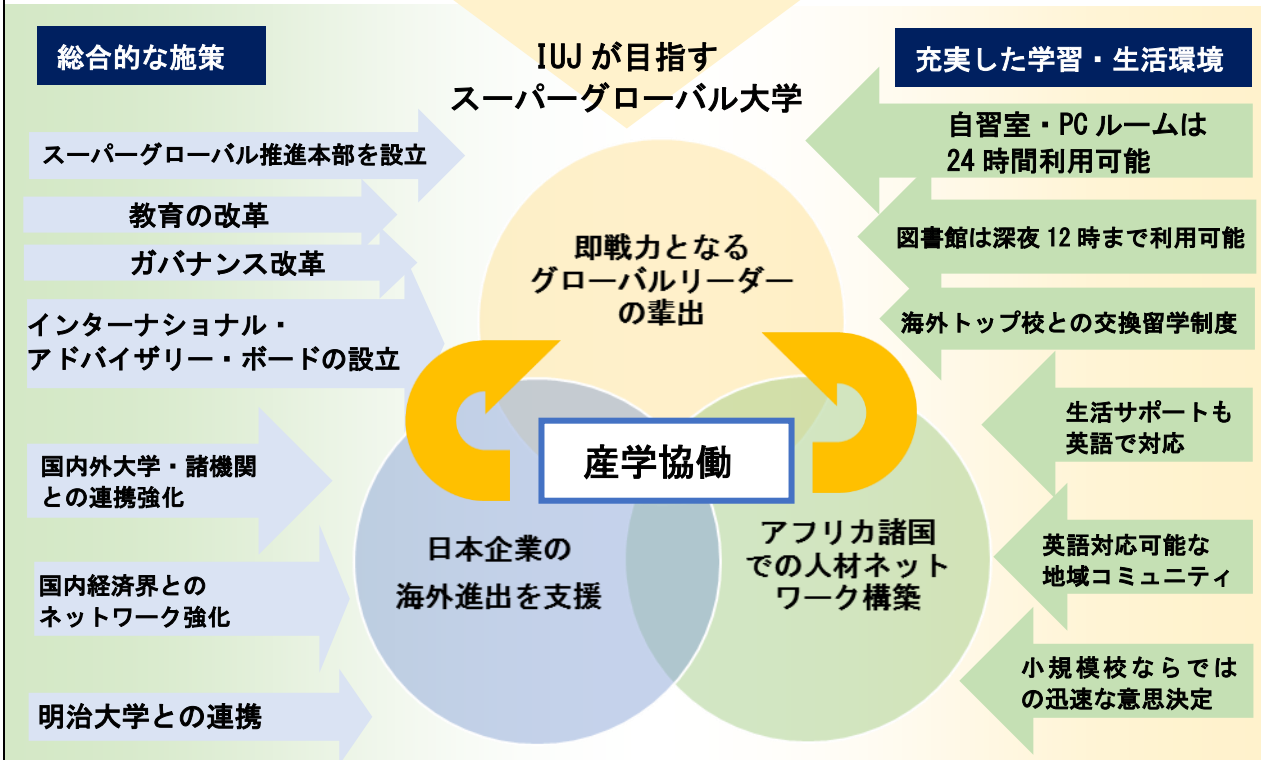 総合的な施策
スーパーグローバル推進本部を設立
教育の改革
ガバナンス改革
インターナショナル・
アドバイザリー・ボードの設立
国内外大学・諸機関
との連携強化
国内経済界との
ネットワーク強化
明治大学との連携
IUJ が目指す
スーパーグローバル大学
即戦力となる
グローバルリーダー
の輩出
産学協働
日本企業の
海外進出を支援
アフリカ諸国
での人材ネット
ワーク構築
充実した学習・生活環境
自習室・PC ルームは
24 時間利用可能
図書館は深夜 12 時まで利用可能
海外トップ校との交換留学制度
生活サポートも
英語で対応
英語対応可能な
地域コミュニティ
小規模校ならでは
の迅速な意思決定